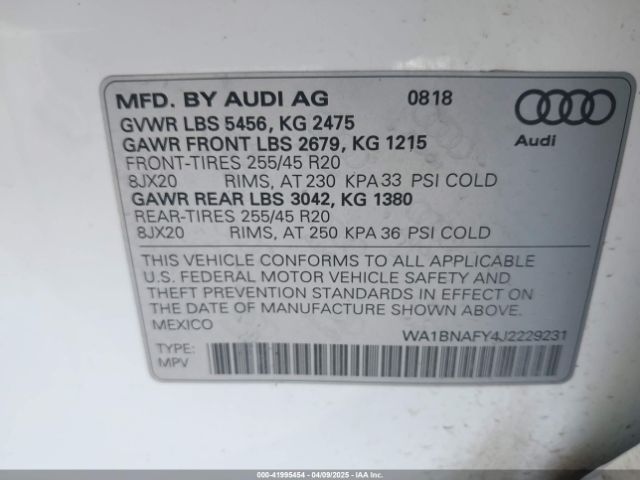 MFD. BY AUDI AG 0818
GVWR LBS 5456, KG 2475
GAWR FRONT LBS 2679, KG 1215
Audi
FRONT-TIRES 255/45 R20
8JX20 RIMS, AT 230 KPA 33 PSI COLD
GAWR REAR LBS 3042, KG 1380
REAR-TIRES 255/45 R20
8JX20 RIMS, AT 250 KPA 36 PSI COLD
THIS VEHICLE CONFORMS TO ALL APPLICABLE
U.S. FEDERAL MOTOR VEHICLE SAFETY AND
THEFT PREVENTION STANDARDS IN EFFECT ON
THE DATE OF MANUFACTURE SHOWN ABOVE.
MEXICO WA1BNAFY4J2229231
TYPE:
MPV
000-41995454 - 04/09/2025 - IAAI.COM